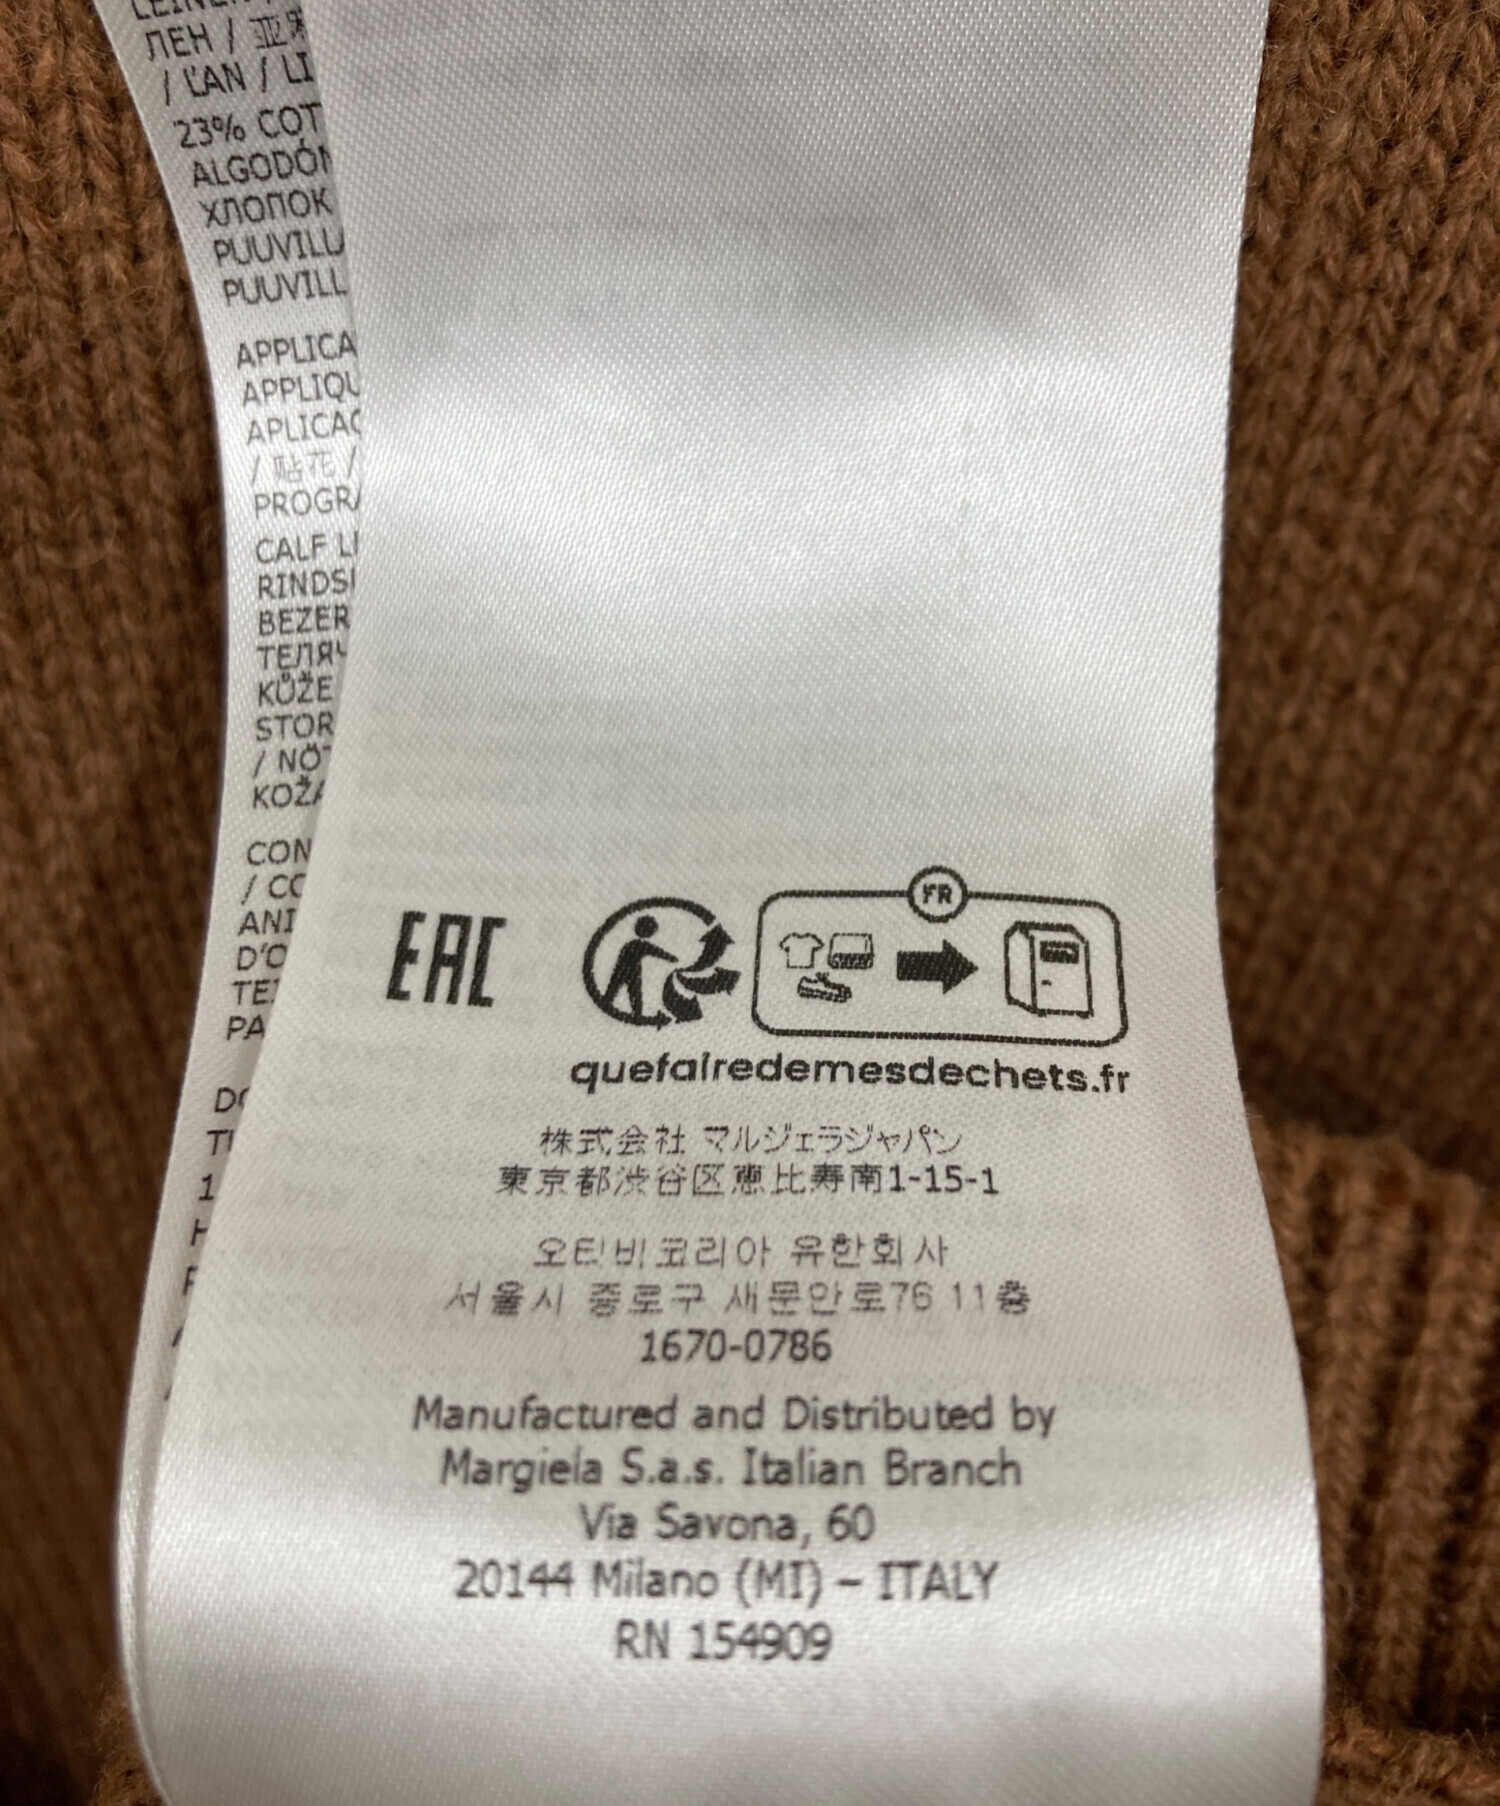 ЛЕН /
/ ĽAN / LI
23% COT
ALGODÓN
ХЛОПОК
PUUVILL
PUUVILL
APPLICA
APPLIQU
APLICAC
/ 贴花 /
PROGRA
CALF L
RINDS
BEZER
ТЕЛЯЧ
KŮŽE
STOR
/ NÖT
KOŽA
CON
/ CO
ANI
D'O
TE
PA
EAC
FR
quefairedemesdechets.fr
株式会社 マルジェラジャパン
東京都渋谷区恵比寿南1-15-1
오티비코리아 유한회사
서울시 종로구 새문안로76 11층
1670-0786
Manufactured and Distributed by
Margiela S.a.s. Italian Branch
Via Savona, 60
20144 Milano (MI) – ITALY
RN 154909